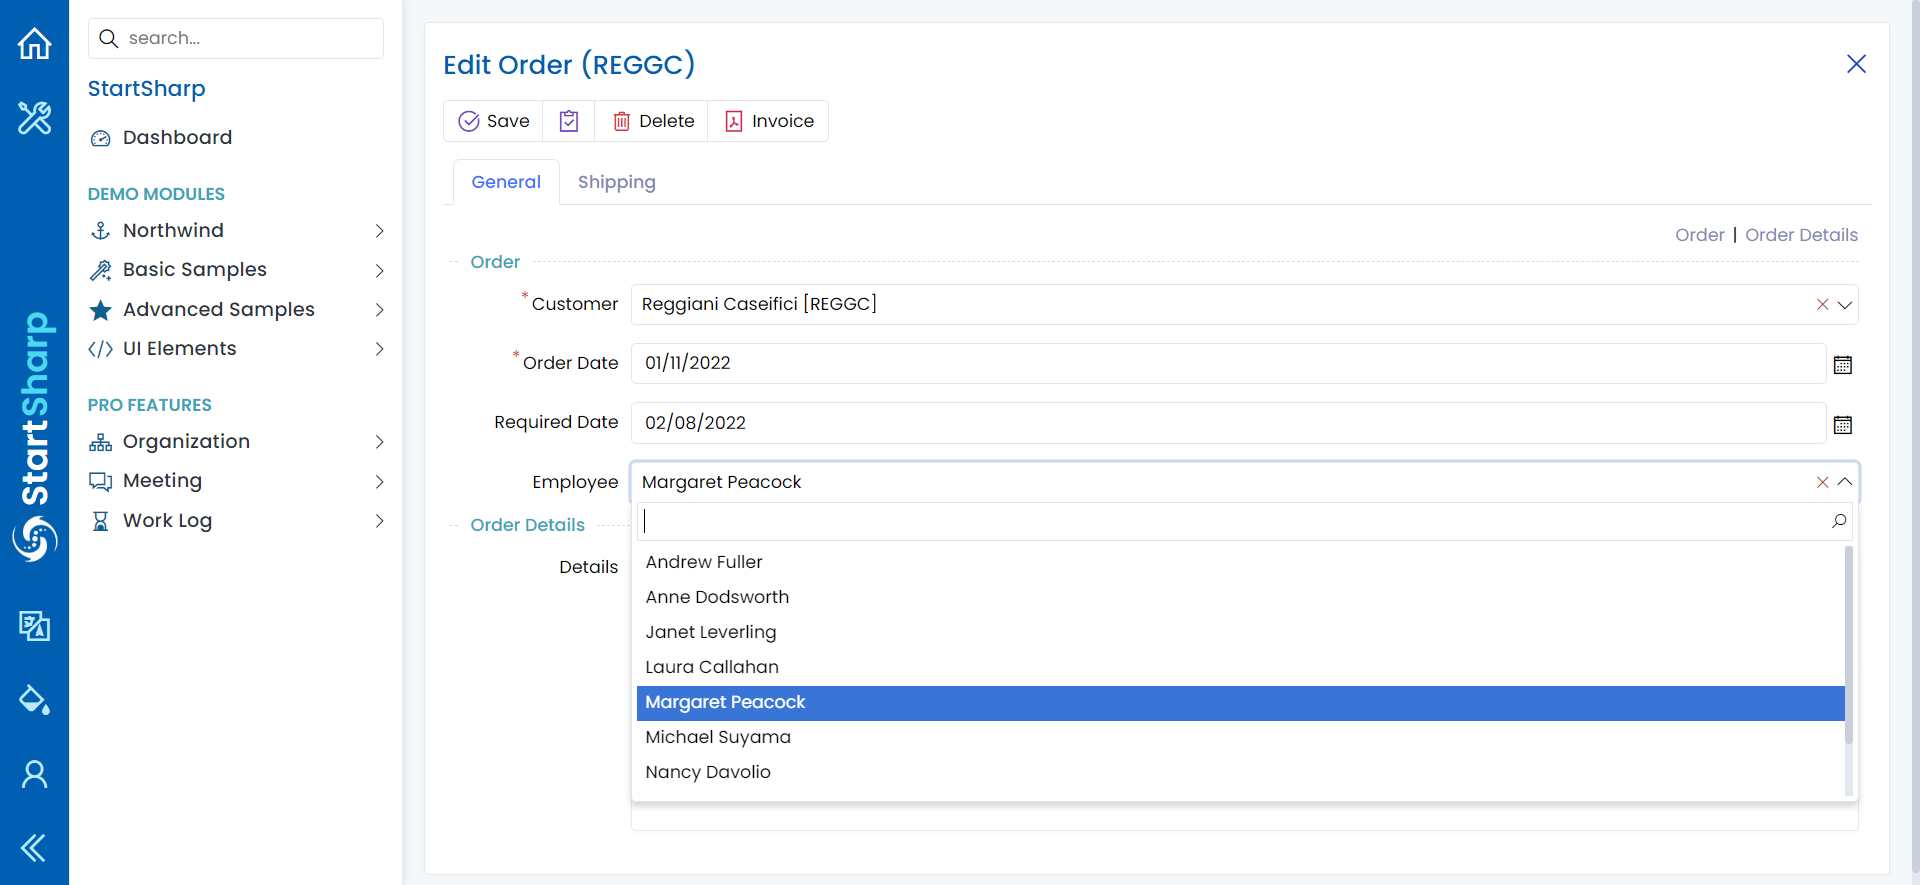 search...
StartSharp
Dashboard
DEMO MODULES
Northwind
Basic Samples
Advanced Samples
UI Elements
PRO FEATURES
Organization
Meeting
Work Log
StartSharp
Edit Order (REGGC)
Save Delete Invoice
General Shipping
Order | Order Details
Order
* Customer Reggiani Caseifici [REGGC]
* Order Date 01/11/2022
Required Date 02/08/2022
Employee Margaret Peacock
Order Details
Details
Andrew Fuller
Anne Dodsworth
Janet Leverling
Laura Callahan
Margaret Peacock
Michael Suyama
Nancy Davolio